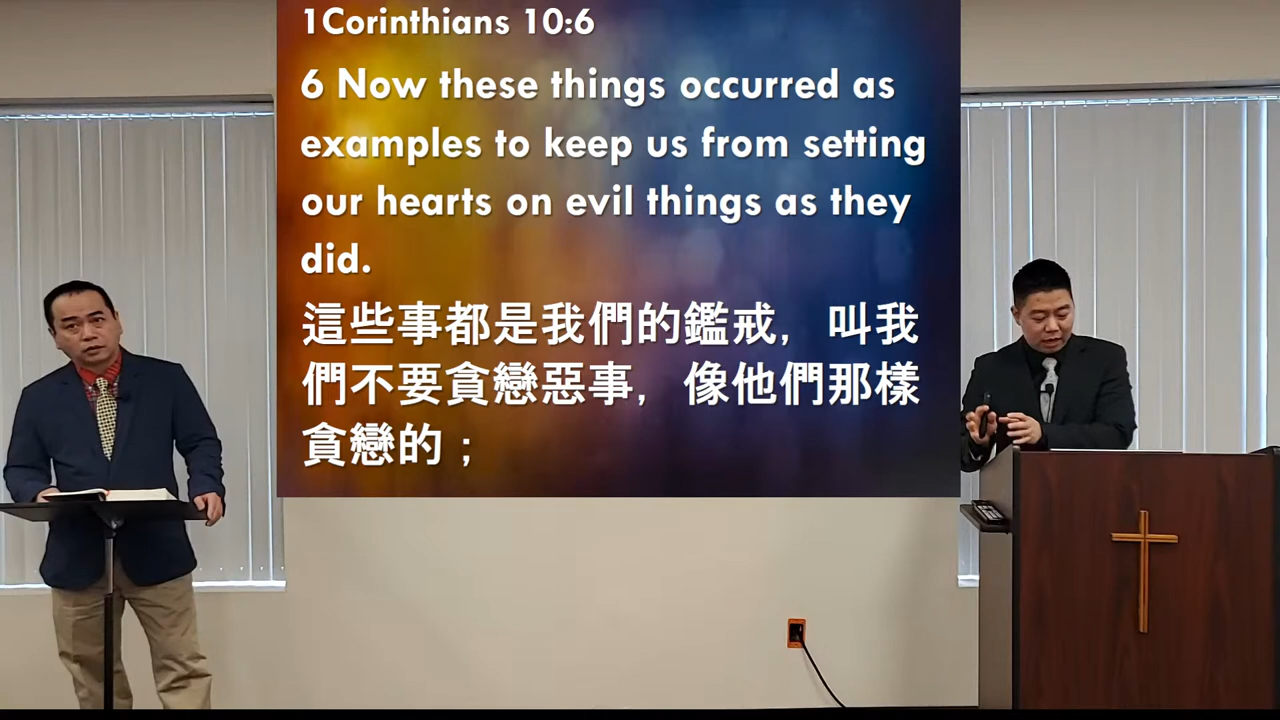 1Corinthians 10:6
6 Now these things occurred as
examples to keep us from setting
our hearts on evil things as they
did.
這些事都是我們的鑑戒，叫我
們不要貪戀惡事，像他們那樣
貪戀的；